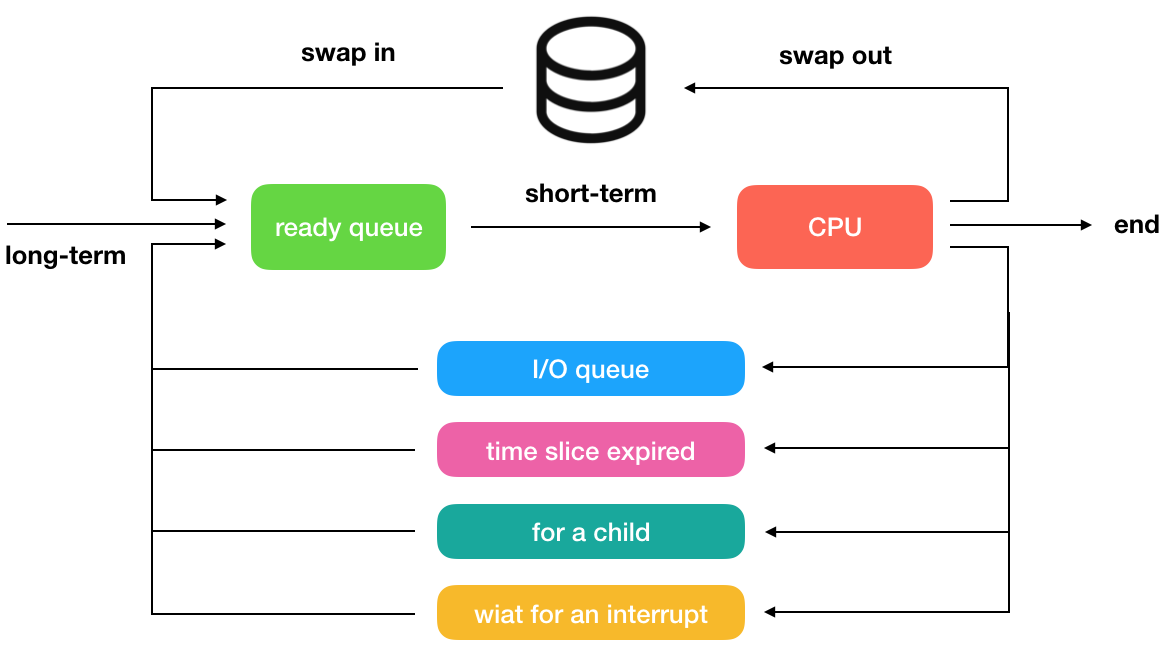 swap in
swap out
short-term
ready queue
CPU
end
long-term
I/O queue
time slice expired
for a child
wiat for an interrupt